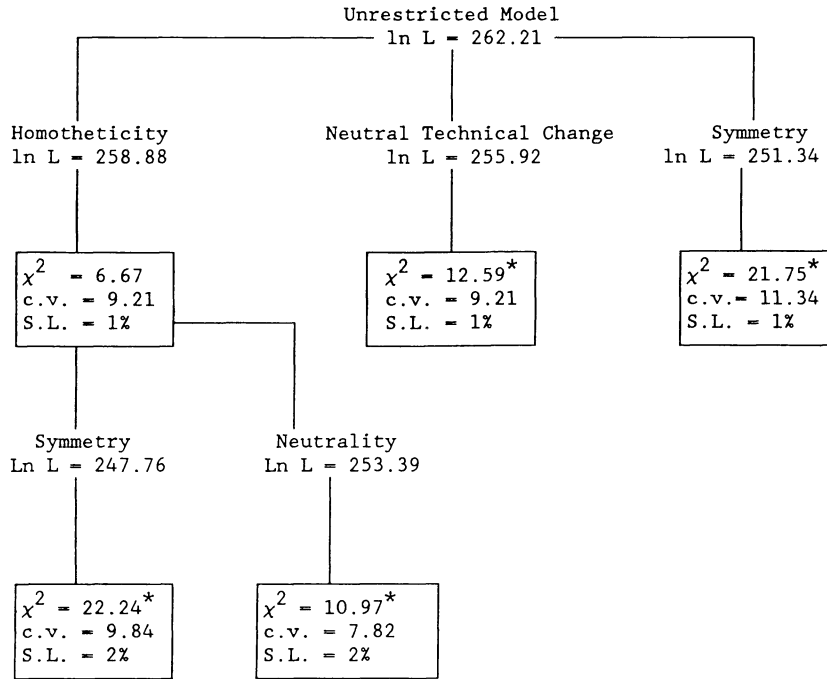 Unrestricted Model
ln L = 262.21
Homotheticity
ln L = 258.88
Neutral Technical Change
ln L = 255.92
Symmetry
ln L = 251.34
χ² = 6.67
c.v. = 9.21
S.L. = 1%
χ² = 12.59*
c.v. = 9.21
S.L. = 1%
χ² = 21.75*
c.v.= 11.34
S.L. = 1%
Symmetry
Ln L = 247.76
Neutrality
Ln L = 253.39
χ² = 22.24*
c.v. = 9.84
S.L. = 2%
χ² = 10.97*
c.v. = 7.82
S.L. = 2%